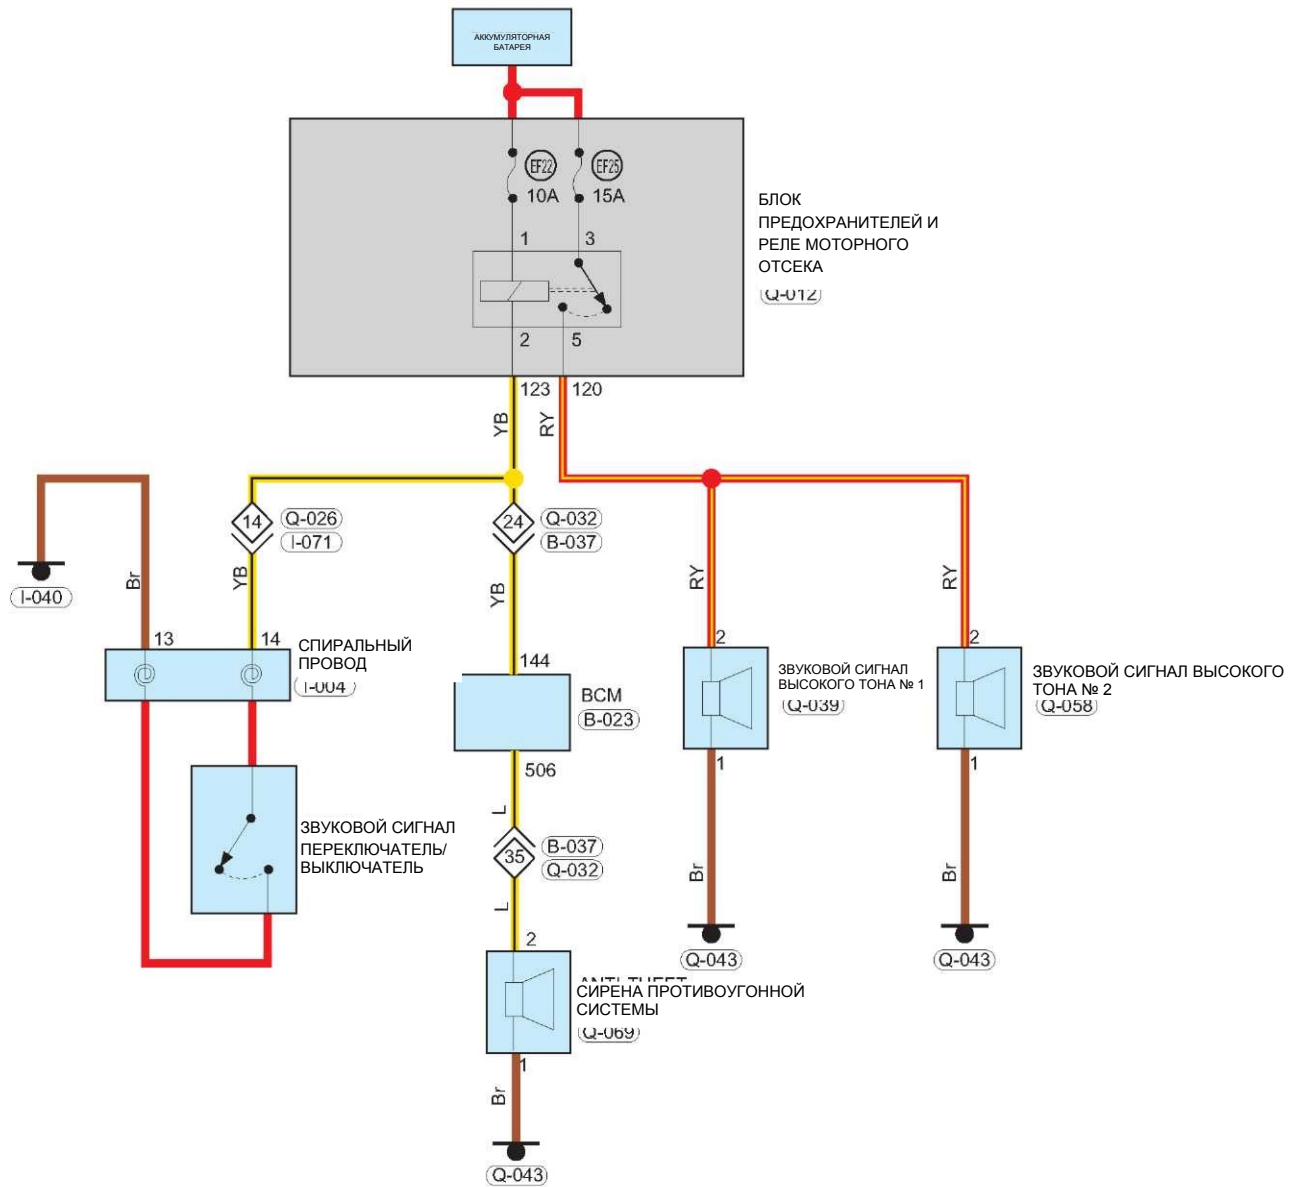 АККУМУЛЯТОРНАЯ
БАТАРЕЯ
EF22
10A
EF25
15A
БЛОК
ПРЕДОХРАНИТЕЛЕЙ И
РЕЛЕ МОТОРНОГО
ОТСЕКА
Q-012
1
3
2
5
123
120
YB
RY
14
Q-026
I-071
24
Q-032
B-037
I-040
Br
YB
YB
RY
RY
13
14
СПИРАЛЬНЫЙ
ПРОВОД
I-004
144
BCM
B-023
506
2
ЗВУКОВОЙ СИГНАЛ
ВЫСОКОГО ТОНА № 1
Q-039
1
2
ЗВУКОВОЙ СИГНАЛ ВЫСОКОГО
ТОНА № 2
Q-058
1
ЗВУКОВОЙ СИГНАЛ
ПЕРЕКЛЮЧАТЕЛЬ/
ВЫКЛЮЧАТЕЛЬ
L
35
B-037
Q-032
L
Br
Br
Q-043
Q-043
2
ANTI-THEFT
СИРЕНА ПРОТИВОУГОННОЙ
СИСТЕМЫ
Q-069
1
Br
Q-043